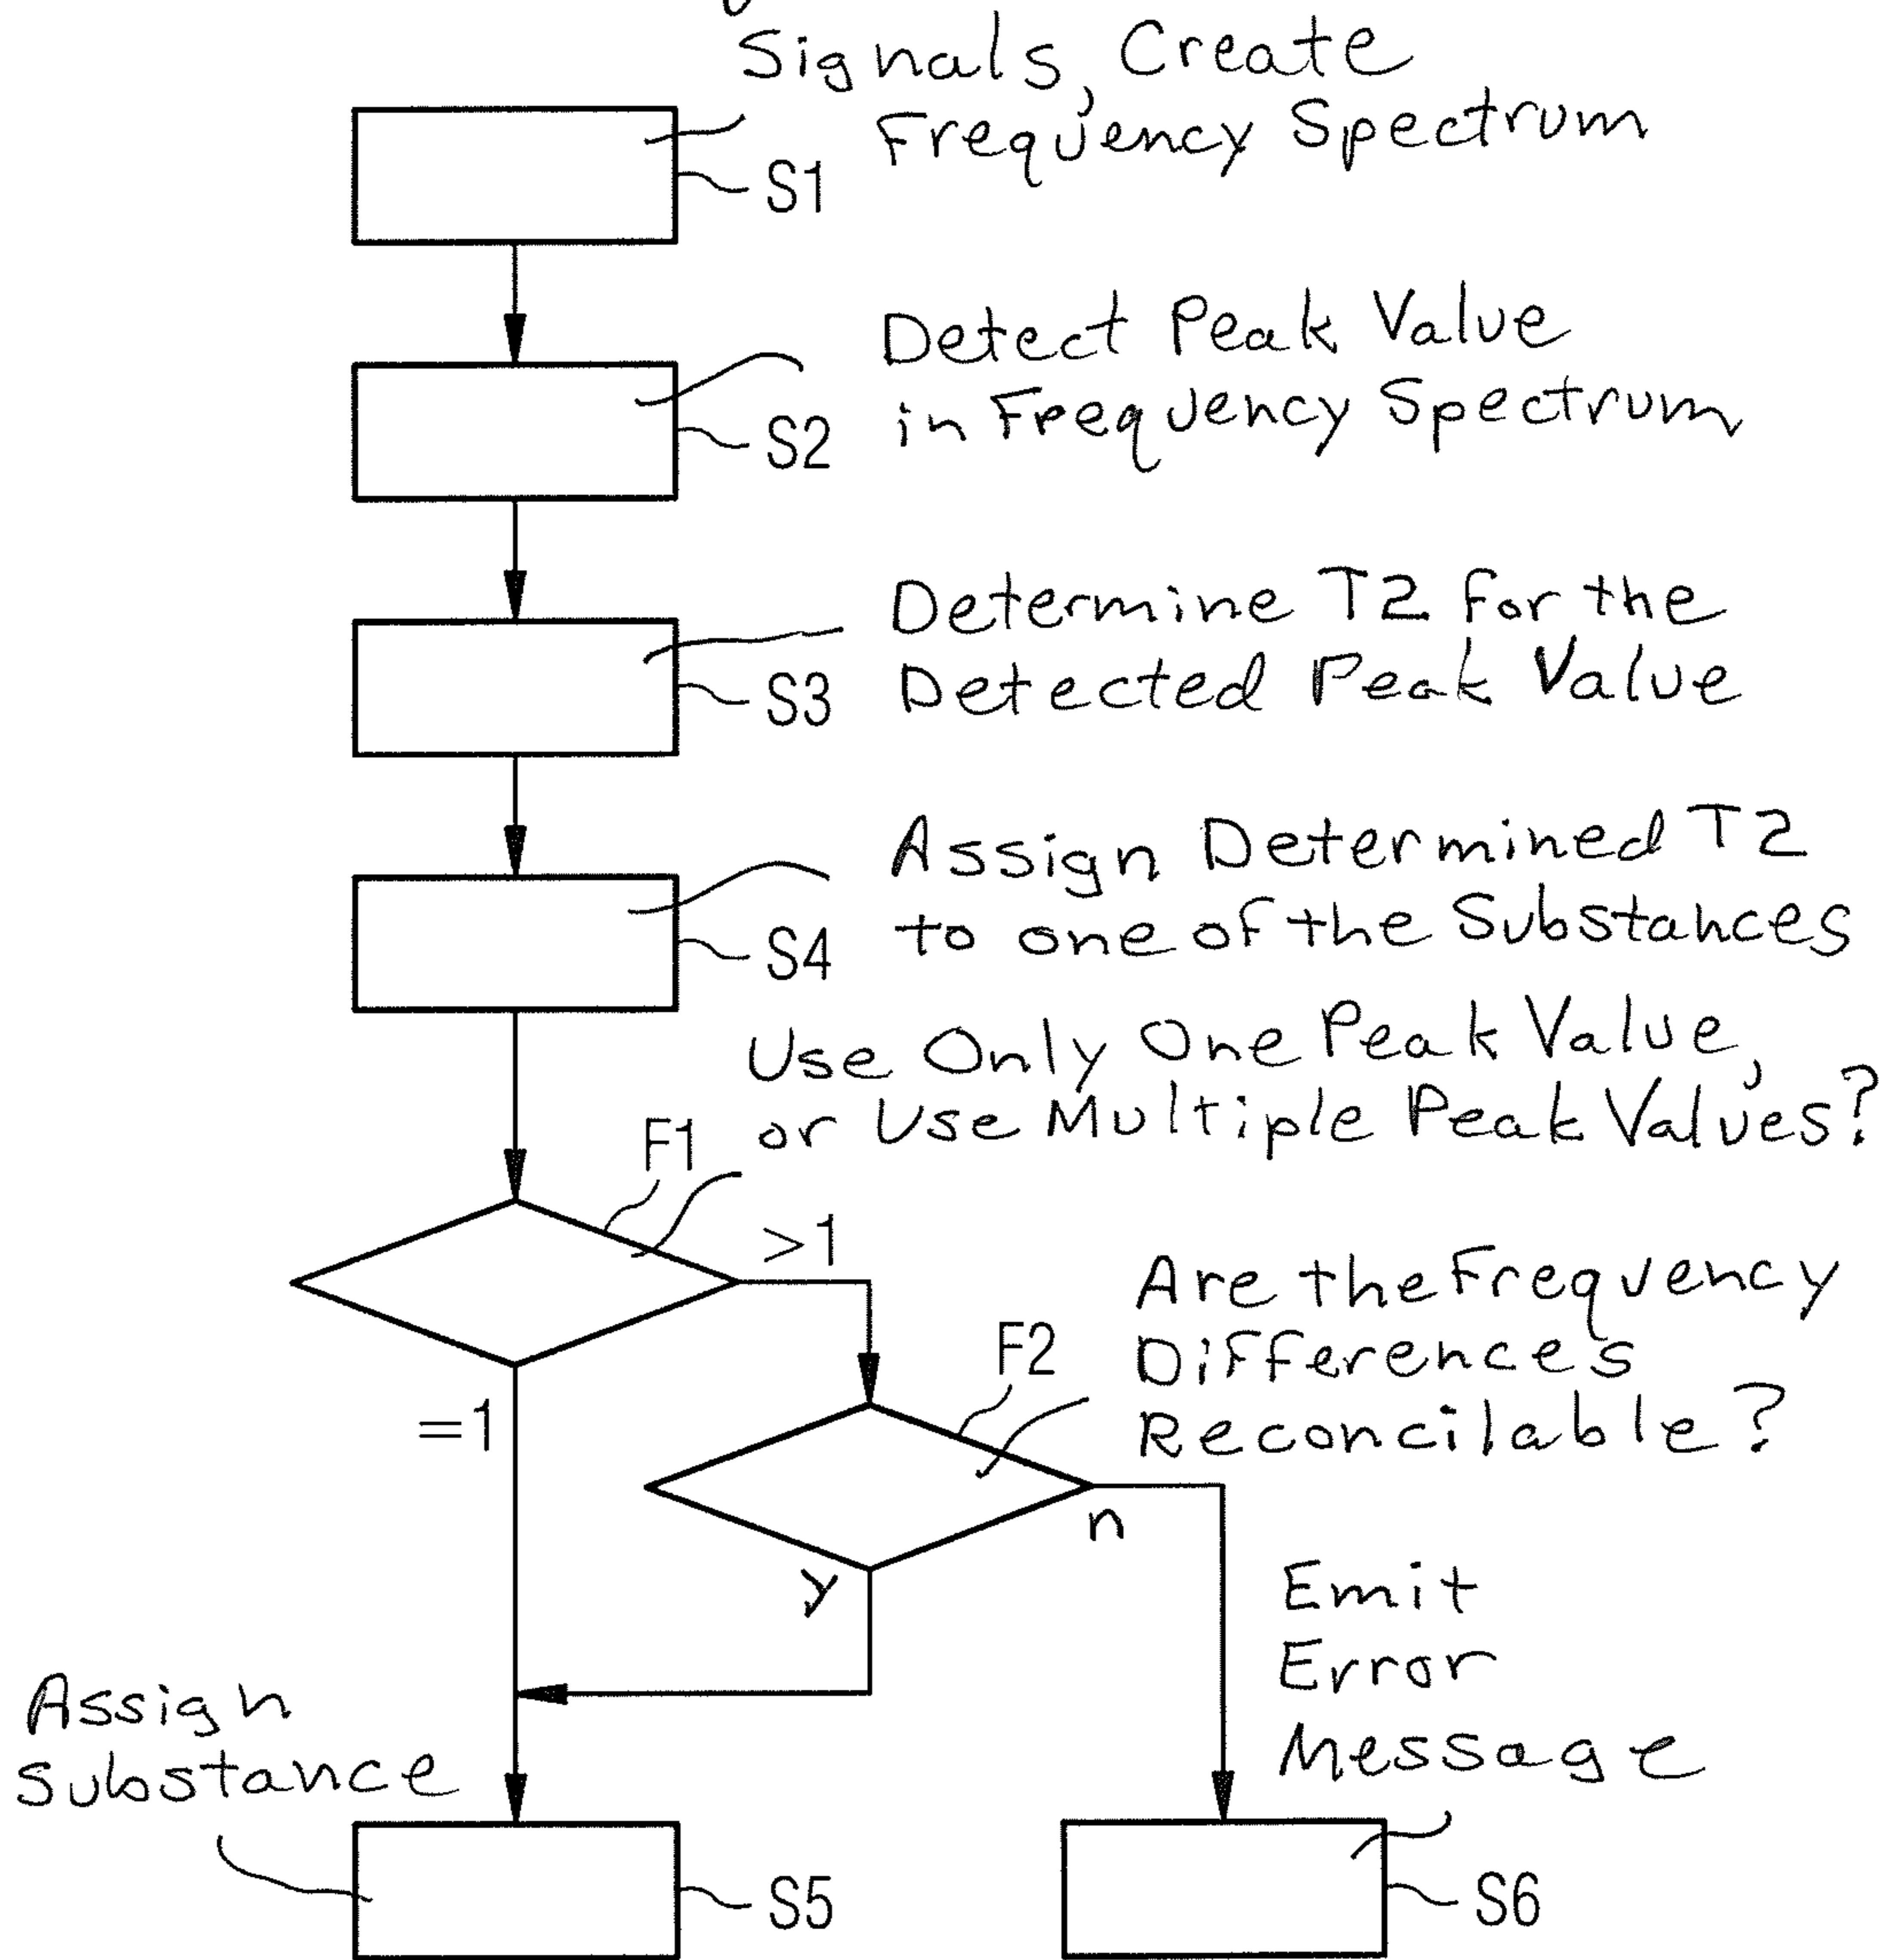 Signals, Create
Frequency Spectrum
S1
Detect Peak Value
in Frequency Spectrum
S2
Determine T2 for the
Detected Peak Value
S3
Assign Determined T2
to one of the Substances
S4
Use Only One Peak Value,
or Use Multiple Peak Values?
F1
>1
=1
Are the Frequency
Differences
Reconcilable?
F2
n
y
Emit
Error
Message
Assign
Substance
S5
S6